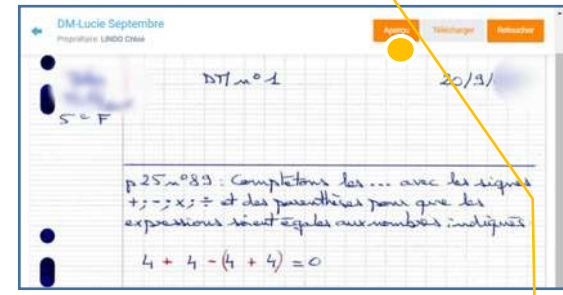 DM-Lucie Septembre
Propriétaire LINDO Chloé
Aperçu Télécharger Retoucher
DM n° 1 20/9/
5 e F
p 25 n° 89 : Complétons les ... avec les signes
+ ; - ; x ; ÷ et des parenthèses pour que les
expressions soient égales aux nombres indiqués
4 + 4 - (4 + 4) = 0